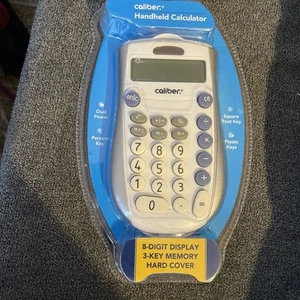 caliber.
Handheld Calculator
0.
caliber.
on/c
CE
Dual
Power
Square
Root Key
Percent
Key
Plastic
Keys
7 8 9
4 5 6
1 2 3
0 . =
8-DIGIT DISPLAY
3-KEY MEMORY
HARD COVER